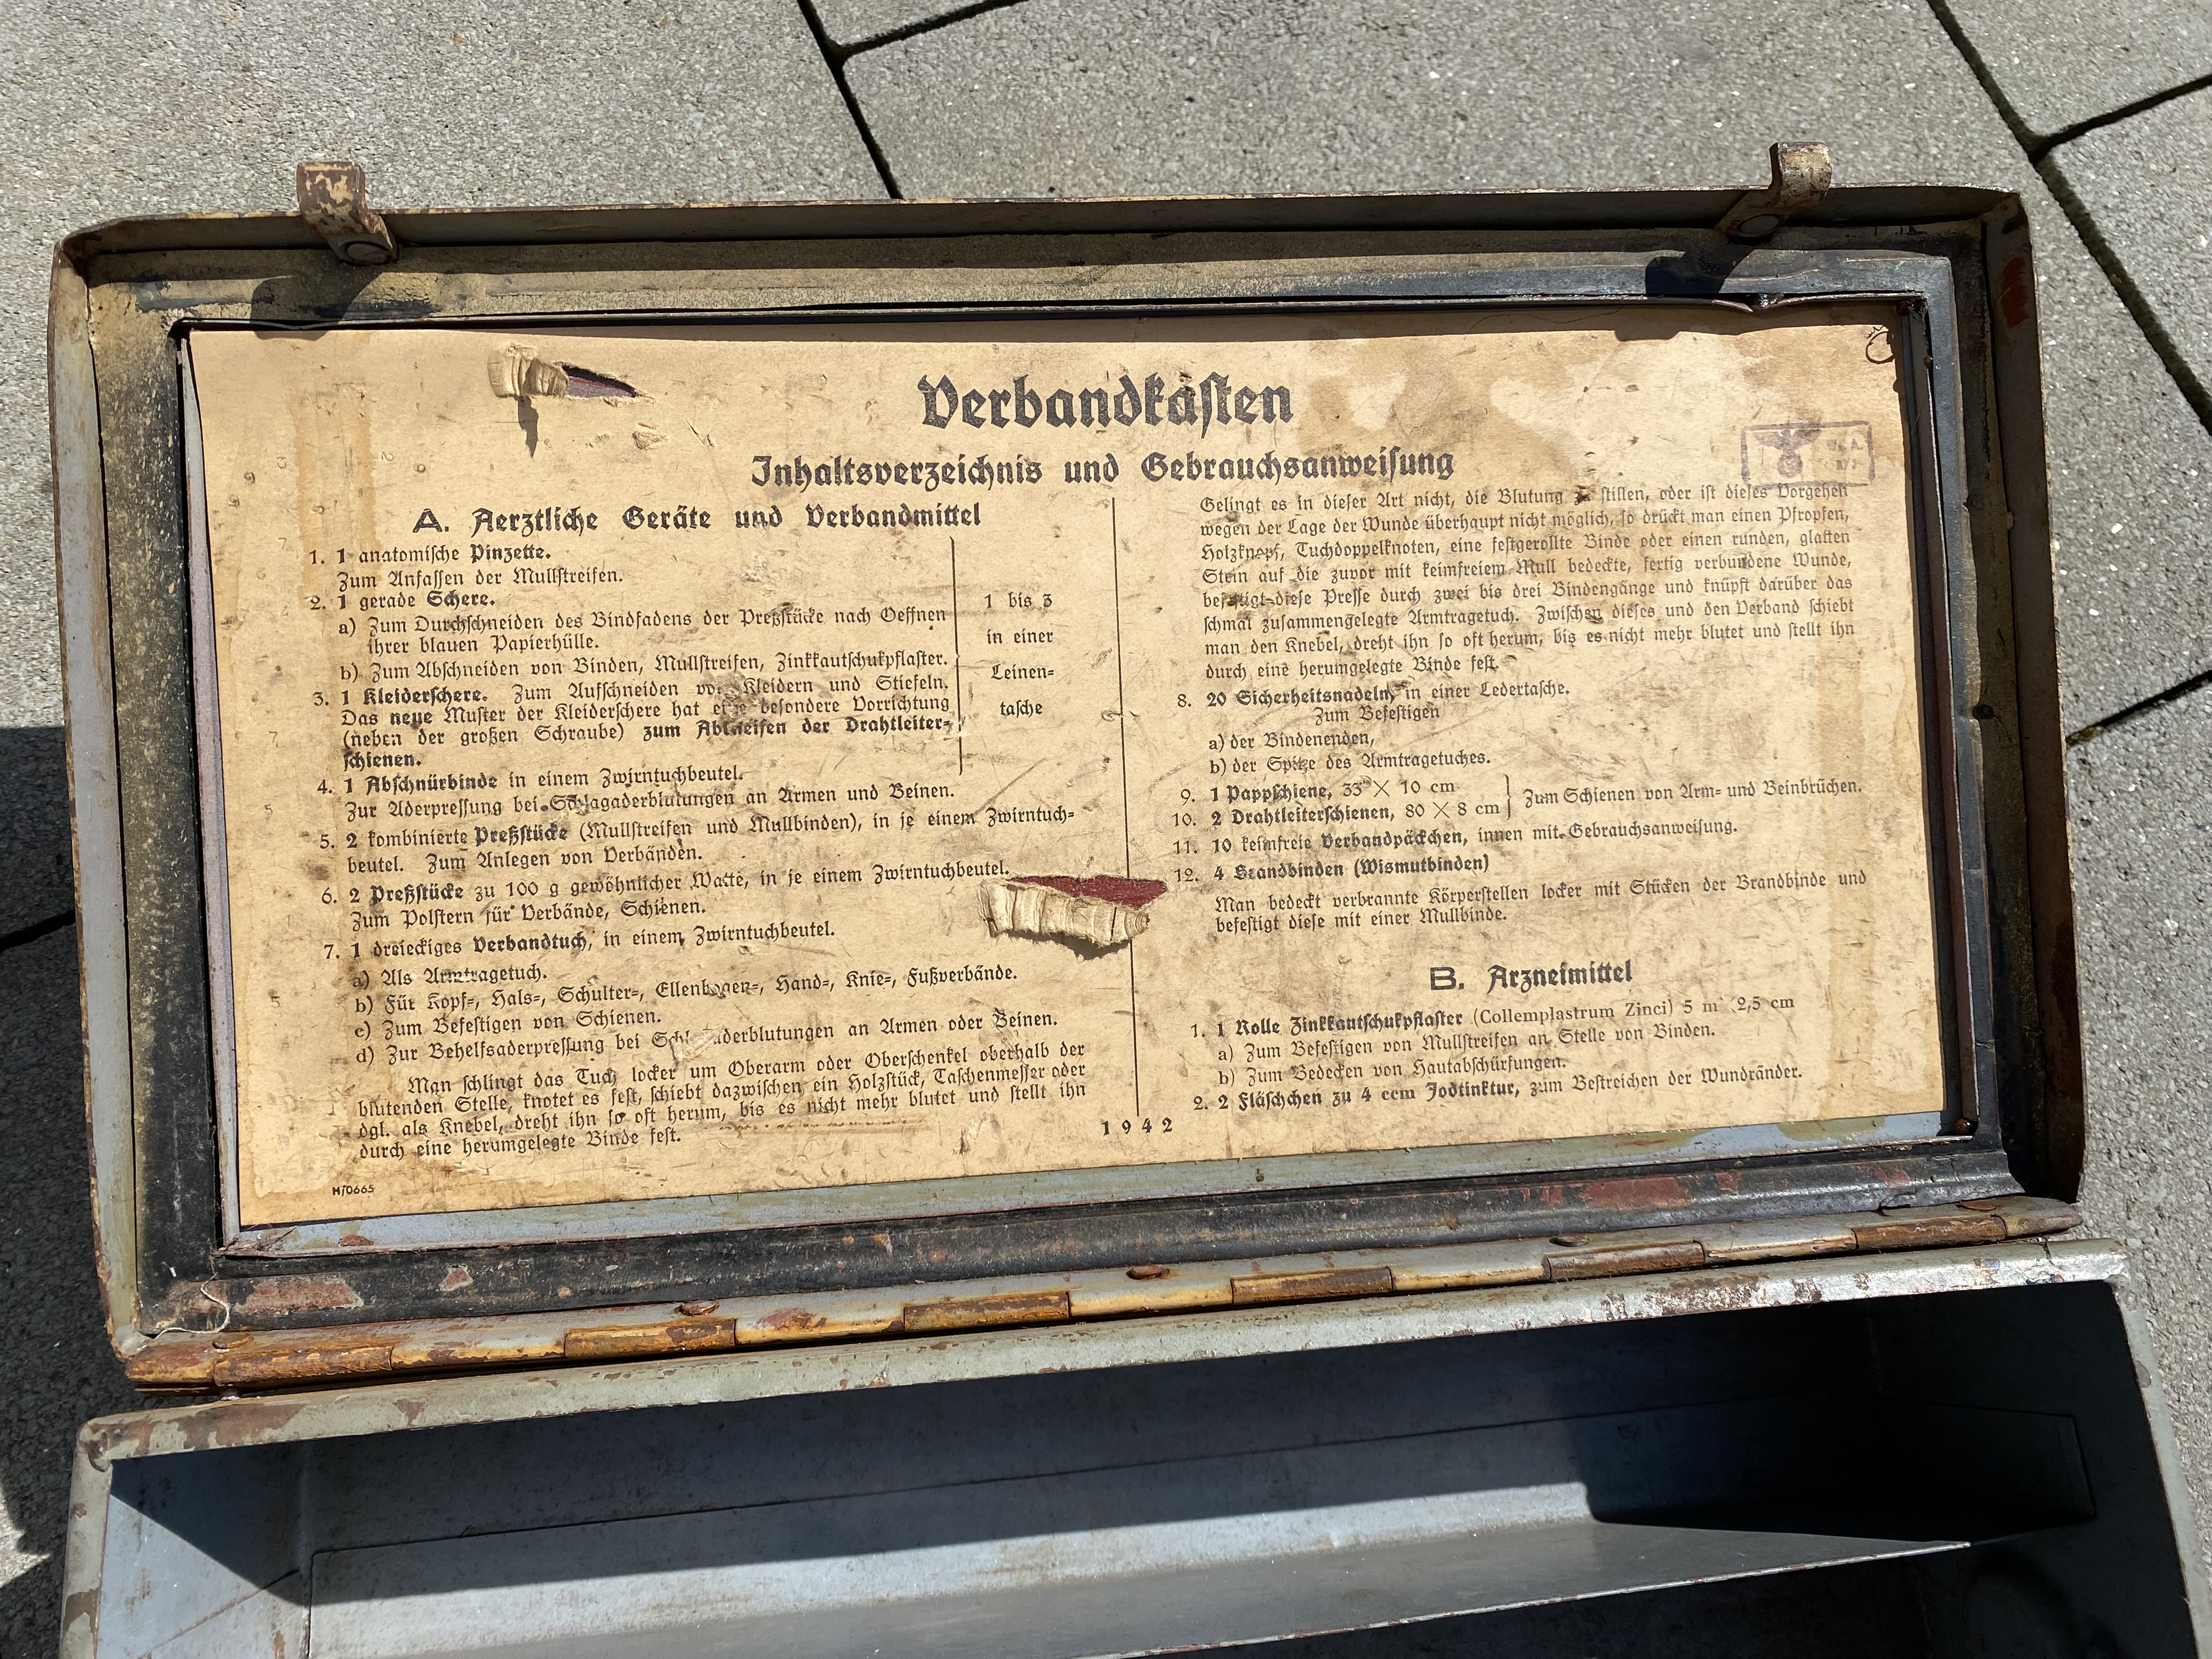 Verbandkasten
Inhaltsverzeichnis und Gebrauchsanweisung
A. Aerztliche Geräte und Verbandmittel
1. 1 anatomische Pinzette.
Zum Anfassen der Mullstreifen.
2. 1 gerade Schere.
a) Zum Durchschneiden des Bindfadens der Preßstücke nach Oeffnen
ihrer blauen Papierhülle.
b) Zum Abschneiden von Binden, Mullstreifen, Zinkkautschukpflaster.
3. 1 Kleiderschere. Zum Aufschneiden von Kleidern und Stiefeln.
Das neue Muster der Kleiderschere hat eine besondere Vorrichtung
(neben der großen Schraube) zum Abkneifen der Drahtleiter-
schienen.
1 bis 3
in einer
Leinen-
tasche
4. 1 Abschnürbinde in einem Zwirntuchbeutel.
Zur Aderpressung bei Schlagaderblutungen an Armen und Beinen.
5. 2 kombinierte Preßstücke (Mullstreifen und Mullbinden), in je einem Zwirntuch-
beutel. Zum Anlegen von Verbänden.
6. 2 Preßstücke zu 100 g gewöhnlicher Watte, in je einem Zwirntuchbeutel.
Zum Polstern für Verbände, Schienen.
7. 1 dreieckiges Verbandtuch, in einem Zwirntuchbeutel.
a) Als Armtragetuch.
b) Für Kopf-, Hals-, Schulter-, Ellenbogen-, Hand-, Knie-, Fußverbände.
c) Zum Befestigen von Schienen.
d) Zur Behelfsaderpressung bei Schlagaderblutungen an Armen oder Beinen.
Man schlingt das Tuch locker um Oberarm oder Oberschenkel oberhalb der
blutenden Stelle, knotet es fest, schiebt dazwischen ein Holzstück, Taschenmesser oder
dgl. als Knebel, dreht ihn so oft herum, bis es nicht mehr blutet und stellt ihn
durch eine herumgelegte Binde fest.
Gelingt es in dieser Art nicht, die Blutung zu stillen, oder ist dieses Vorgehen
wegen der Lage der Wunde überhaupt nicht möglich, so drückt man einen Pfropfen,
Holzknopf, Tuchdoppelknoten, eine festgerollte Binde oder einen runden, glatten
Stein auf die zuvor mit keimfreiem Mull bedeckte, fertig verbundene Wunde,
befestigt diese Presse durch zwei bis drei Bindengänge und knüpft darüber das
schmal zusammengelegte Armtragetuch. Zwischen dieses und den Verband schiebt
man den Knebel, dreht ihn so oft herum, bis es nicht mehr blutet und stellt ihn
durch eine herumgelegte Binde fest.
8. 20 Sicherheitsnadeln, in einer Ledertasche.
Zum Befestigen
a) der Bindenenden,
b) der Spitze des Armtragetuches.
9. 1 Pappschiene, 33 × 10 cm
10. 2 Drahtleiterschienen, 80 × 8 cm
Zum Schienen von Arm- und Beinbrüchen.
11. 10 keimfreie Verbandpäckchen, innen mit Gebrauchsanweisung.
12. 4 Brandbinden (Wismutbinden)
Man bedeckt verbrannte Körperstellen locker mit Stücken der Brandbinde und
befestigt diese mit einer Mullbinde.
B. Arzneimittel
1. 1 Rolle Zinkkautschukpflaster (Collemplastrum Zinci) 5 m 2,5 cm
a) Zum Befestigen von Mullstreifen an Stelle von Binden.
b) Zum Bedecken von Hautabschürfungen.
2. 2 Fläschchen zu 4 ccm Jodtinktur, zum Bestreichen der Wundränder.
1942
H/0665